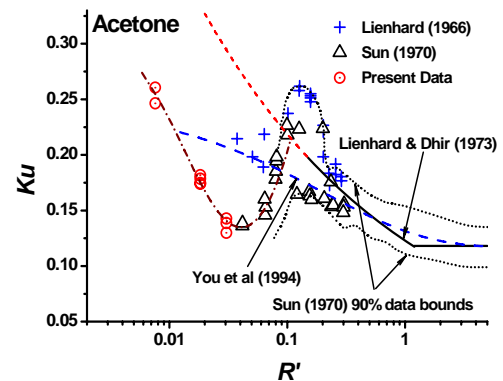 Acetone
Lienhard (1966)
Sun (1970)
Present Data
Lienhard & Dhir (1973)
You et al (1994)
Sun (1970) 90% data bounds
Ku
0.30
0.25
0.20
0.15
0.10
0.05
0.01
0.1
1
R'